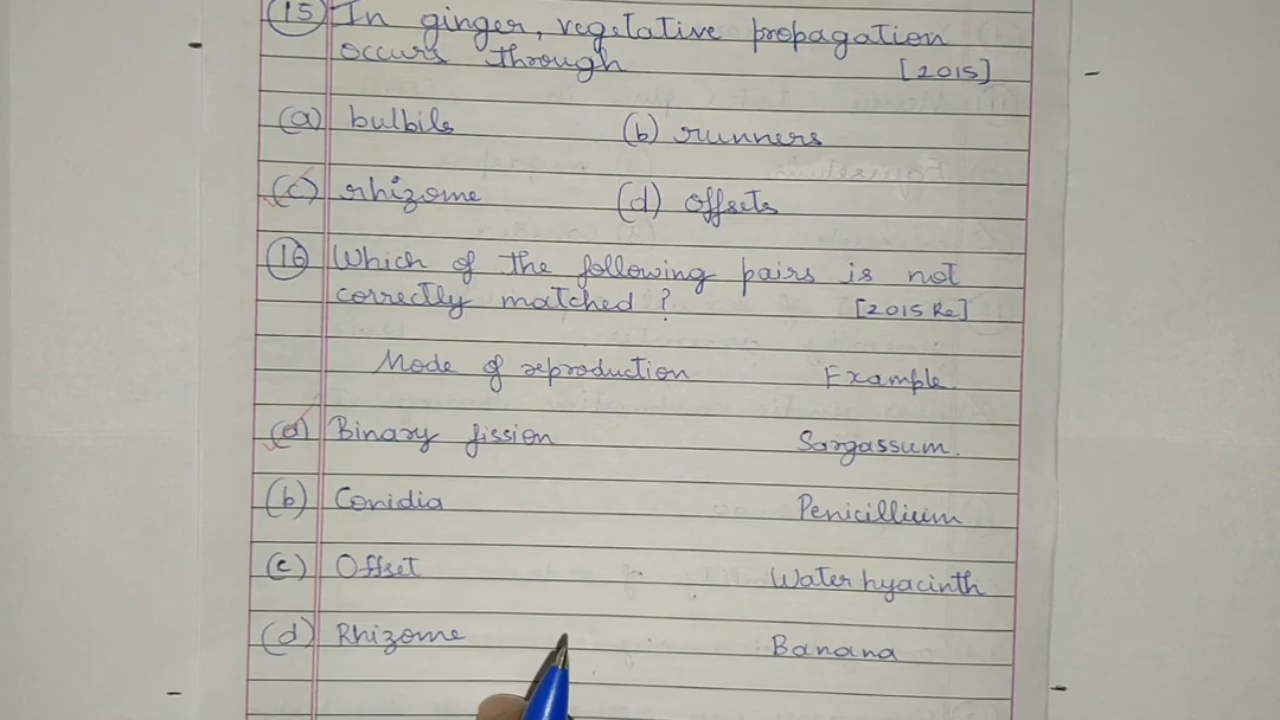 (15) In ginger, vegetative propagation
occurs through [2015]
(a) bulbils (b) runners
(c) rhizome (d) offsets
(16) Which of the following pairs is not
correctly matched ? [2015 Re]
Mode of reproduction Example
(a) Binary fission Sargassum.
(b) Conidia Penicillium
(c) Offset Water hyacinth
(d) Rhizome Banana